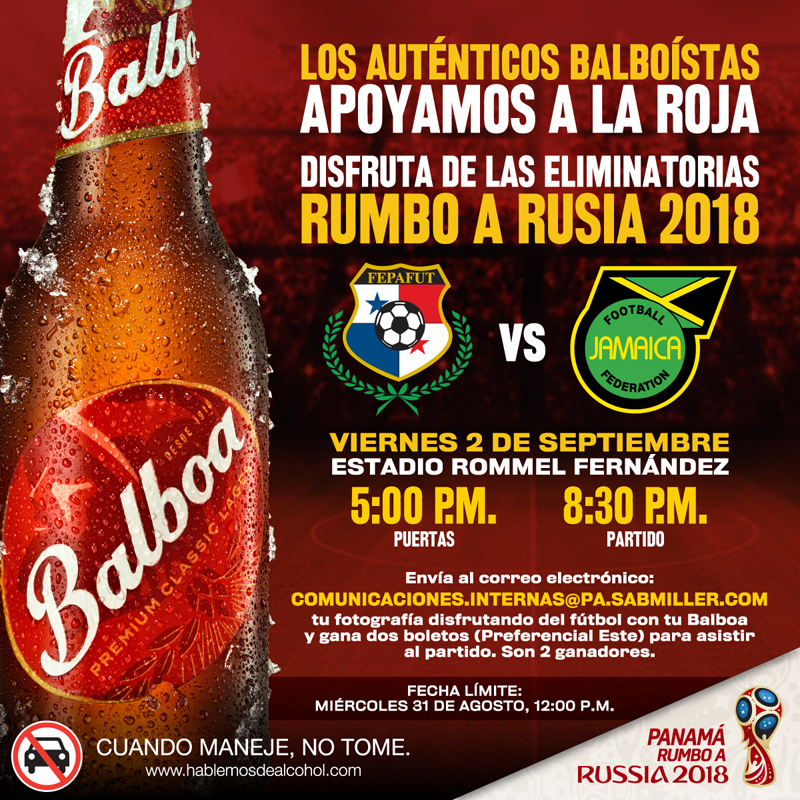 Balboa
LOS AUTÉNTICOS BALBOÍSTAS
APOYAMOS A LA ROJA
DISFRUTA DE LAS ELIMINATORIAS
RUMBO A RUSIA 2018
FEPAFUT
VS
FOOTBALL
JAMAICA
FEDERATION
VIERNES 2 DE SEPTIEMBRE
ESTADIO ROMMEL FERNÁNDEZ
5:00 P.M. 8:30 P.M.
PUERTAS PARTIDO
DESDE 1910
Balboa
PREMIUM CLASSIC LAGER
Envía al correo electrónico:
COMUNICACIONES.INTERNAS@PA.SABMILLER.COM
tu fotografía disfrutando del fútbol con tu Balboa
y gana dos boletos (Preferencial Este) para asistir
al partido. Son 2 ganadores.
FECHA LÍMITE:
MIÉRCOLES 31 DE AGOSTO, 12:00 P.M.
CUANDO MANEJE, NO TOME.
www.hablemosdealcohol.com
PANAMÁ
RUMBO A
RUSSIA 2018